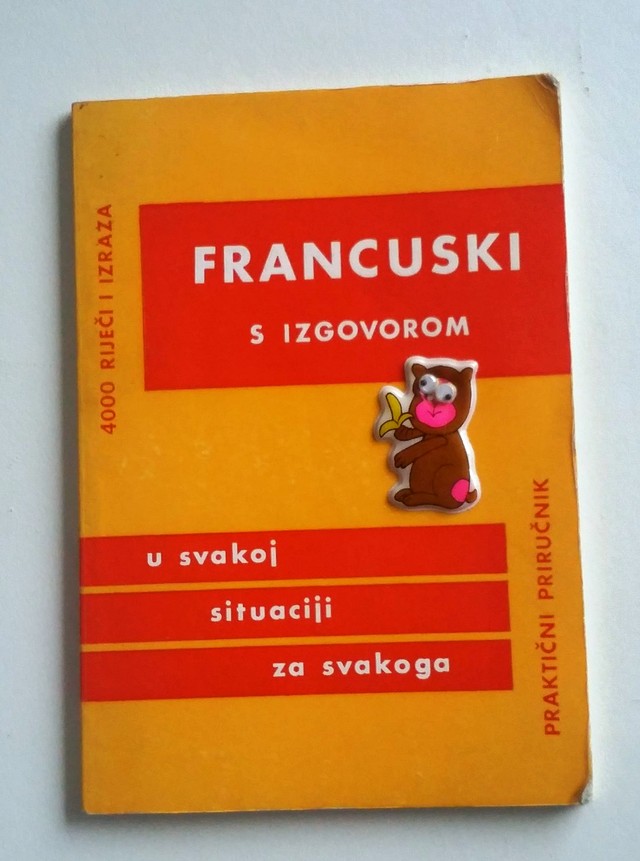 4000 RIJEČI I IZRAZA
FRANCUSKI
S IZGOVOROM
u svakoj
situaciji
za svakoga
PRAKTIČNI PRIRUČNIK